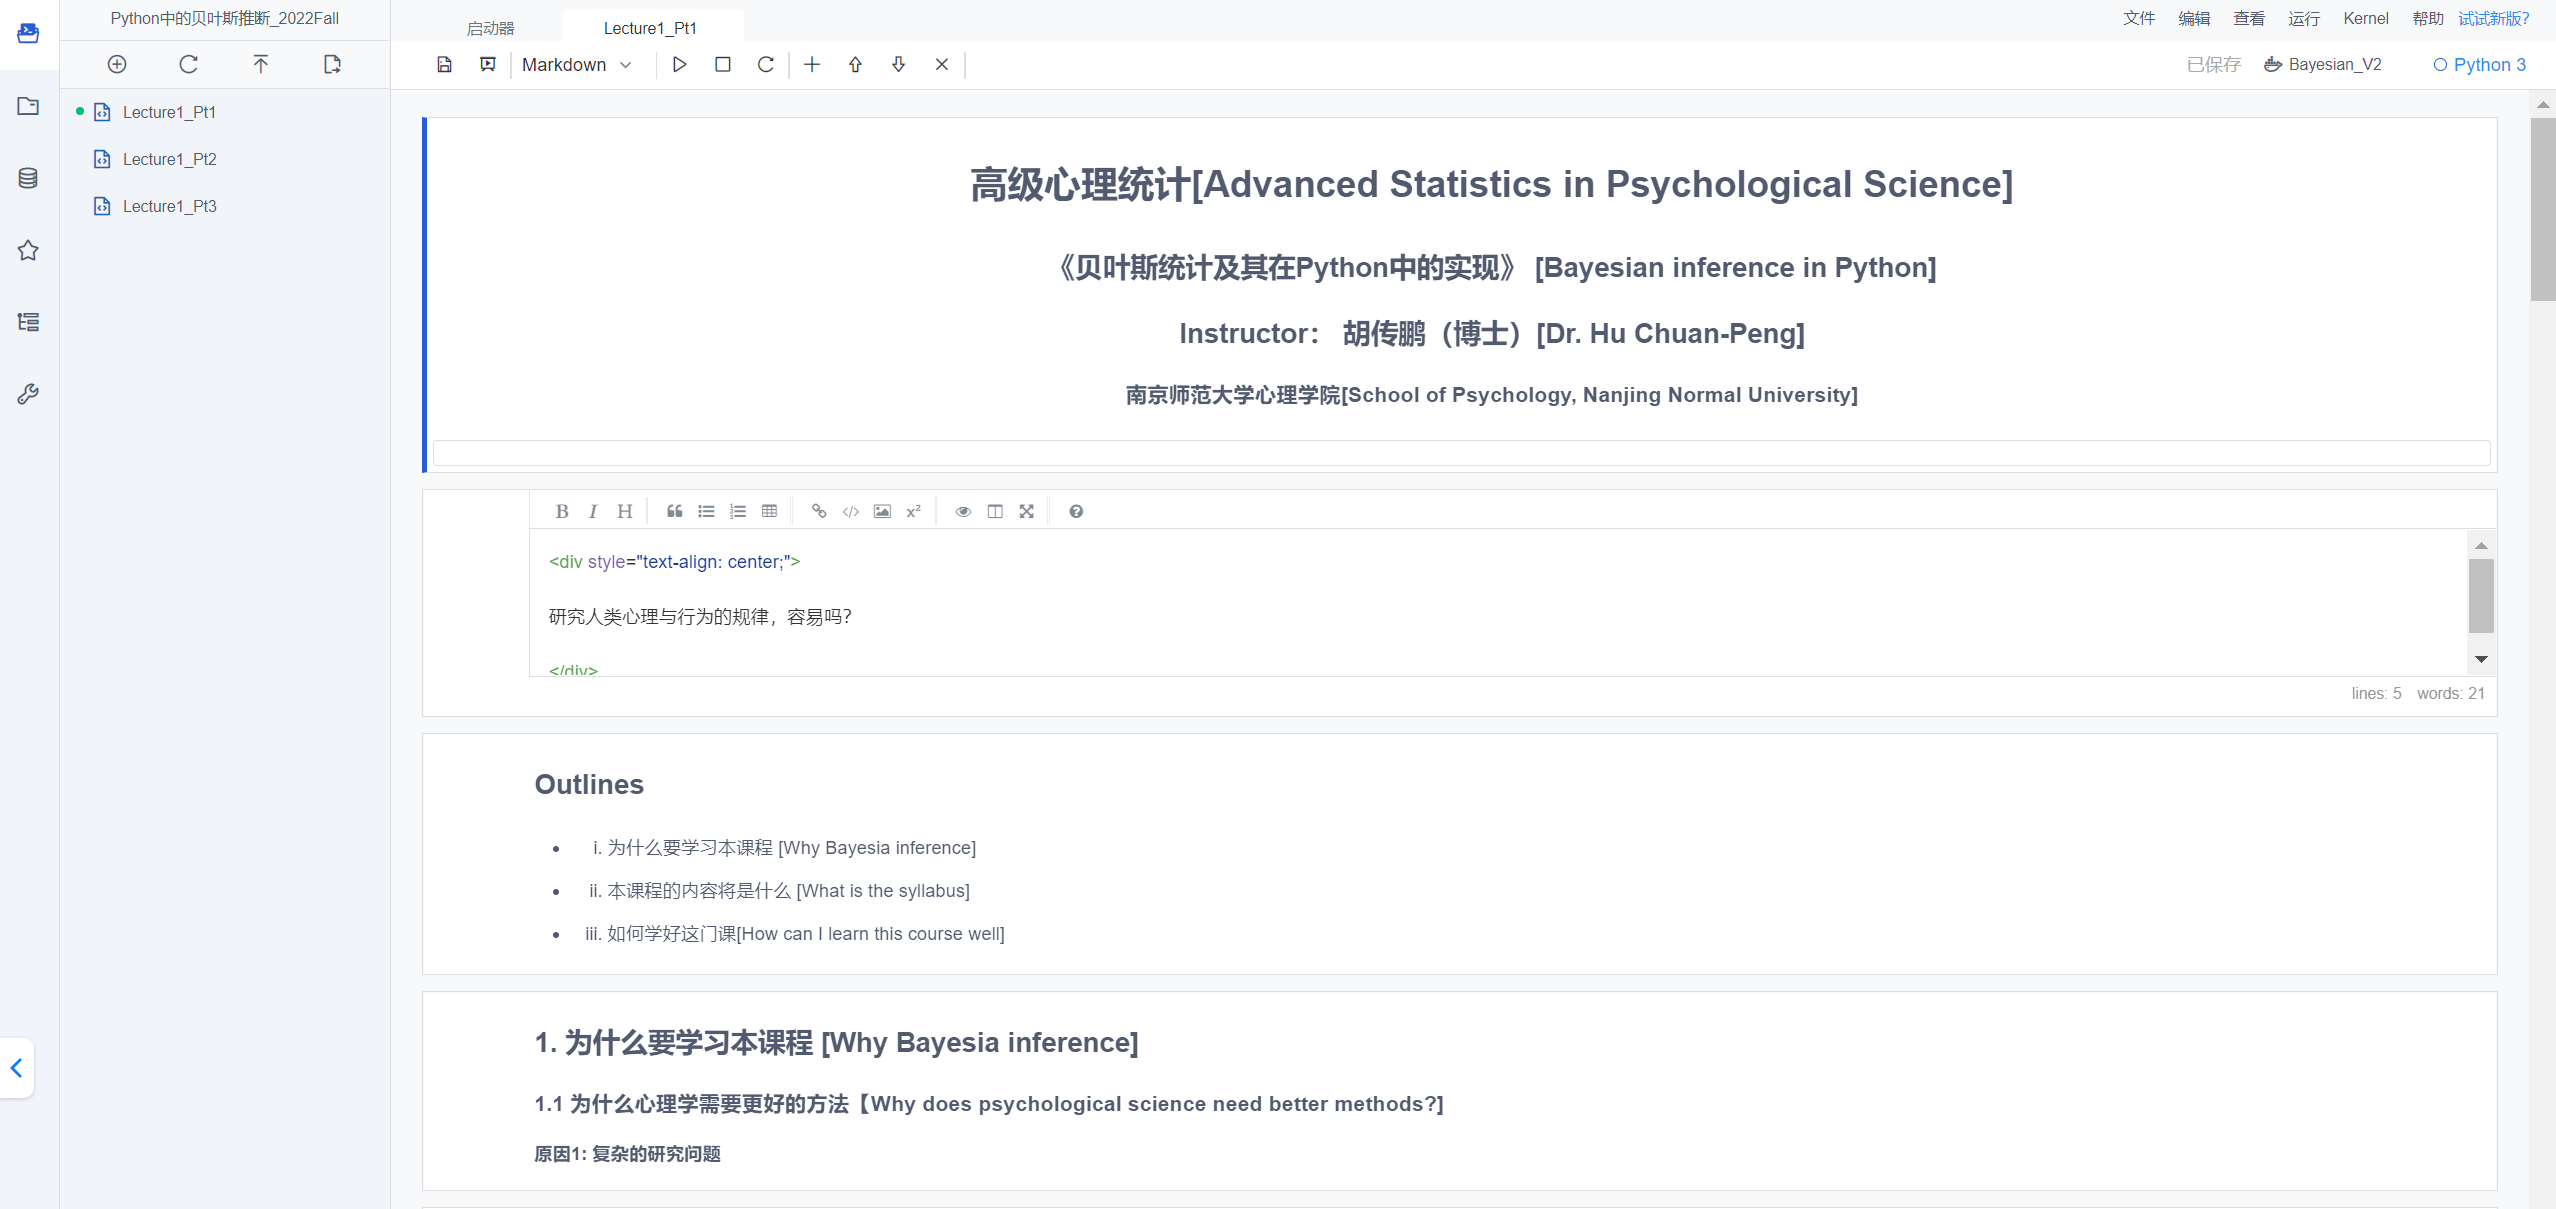 Python中的贝叶斯推断_2022Fall
启动器
Lecture1_Pt1
文件
编辑
查看
运行
Kernel
帮助
试试新版?
Markdown
已保存
Bayesian_V2
Python 3
Lecture1_Pt1
Lecture1_Pt2
Lecture1_Pt3
高级心理统计[Advanced Statistics in Psychological Science]
《贝叶斯统计及其在Python中的实现》 [Bayesian inference in Python]
Instructor： 胡传鹏（博士）[Dr. Hu Chuan-Peng]
南京师范大学心理学院[School of Psychology, Nanjing Normal University]
B I H
<div style="text-align: center;">
研究人类心理与行为的规律，容易吗？
</div>
lines: 5 words: 21
Outlines
• i. 为什么要学习本课程 [Why Bayesia inference]
• ii. 本课程的内容将是什么 [What is the syllabus]
• iii. 如何学好这门课[How can I learn this course well]
1. 为什么要学习本课程 [Why Bayesia inference]
1.1 为什么心理学需要更好的方法【Why does psychological science need better methods?]
原因1: 复杂的研究问题